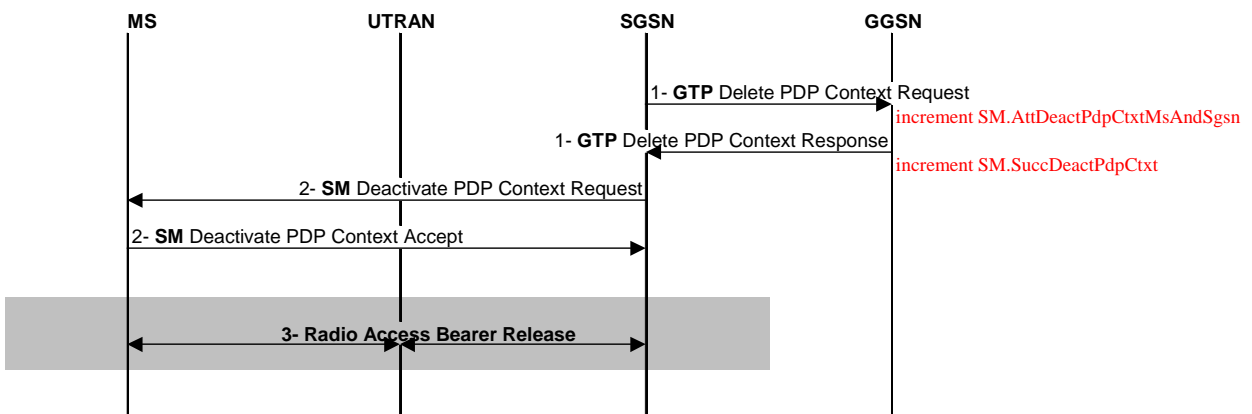 MS UTRAN SGSN GGSN
1- GTP Delete PDP Context Request
increment SM.AttDeactPdpCtxtMsAndSgsn
1- GTP Delete PDP Context Response
increment SM.SuccDeactPdpCtxt
2- SM Deactivate PDP Context Request
2- SM Deactivate PDP Context Accept
3- Radio Access Bearer Release